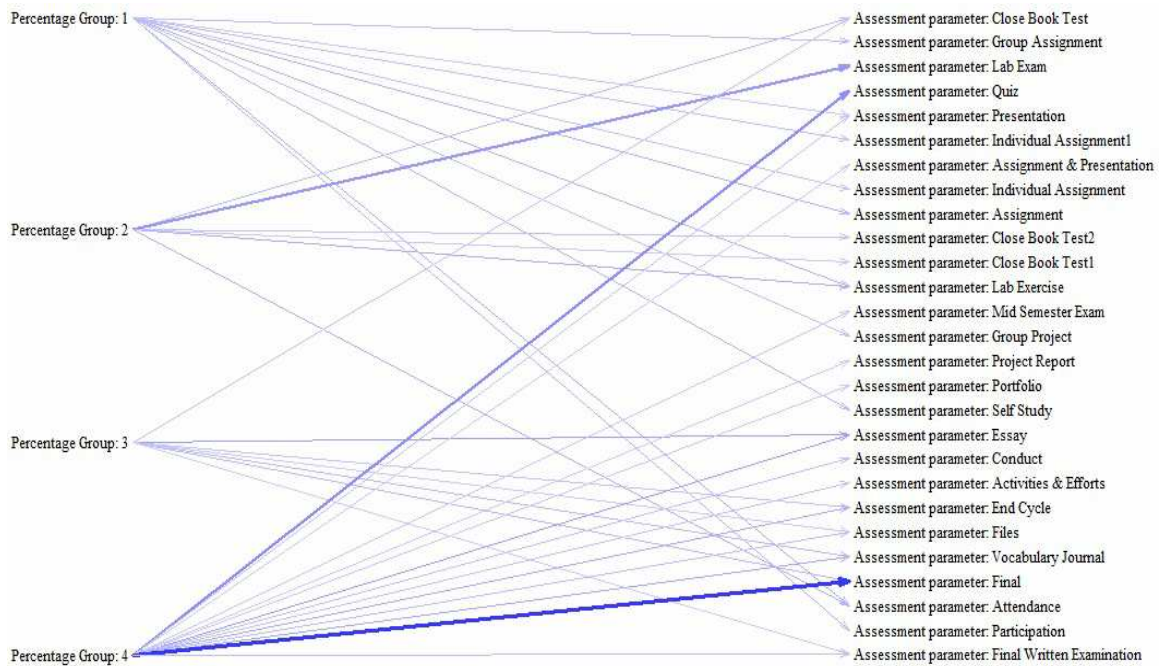 Percentage Group: 1
Percentage Group: 2
Percentage Group: 3
Percentage Group: 4
Assessment parameter: Close Book Test
Assessment parameter: Group Assignment
Assessment parameter: Lab Exam
Assessment parameter: Quiz
Assessment parameter: Presentation
Assessment parameter: Individual Assignment1
Assessment parameter: Assignment & Presentation
Assessment parameter: Individual Assignment
Assessment parameter: Assignment
Assessment parameter: Close Book Test2
Assessment parameter: Close Book Test1
Assessment parameter: Lab Exercise
Assessment parameter: Mid Semester Exam
Assessment parameter: Group Project
Assessment parameter: Project Report
Assessment parameter: Portfolio
Assessment parameter: Self Study
Assessment parameter: Essay
Assessment parameter: Conduct
Assessment parameter: Activities & Efforts
Assessment parameter: End Cycle
Assessment parameter: Files
Assessment parameter: Vocabulary Journal
Assessment parameter: Final
Assessment parameter: Attendance
Assessment parameter: Participation
Assessment parameter: Final Written Examination